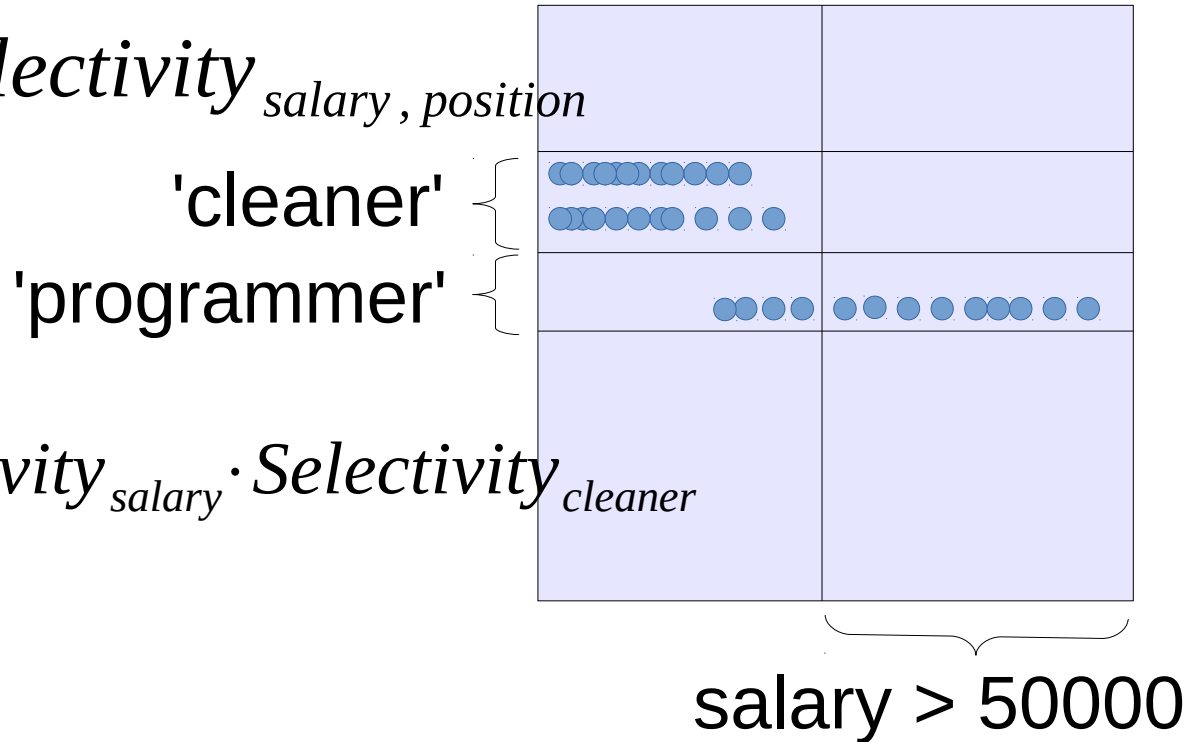 lectivity salary , position
'cleaner'
'programmer'
vity salary · Selectivity cleaner
salary > 50000